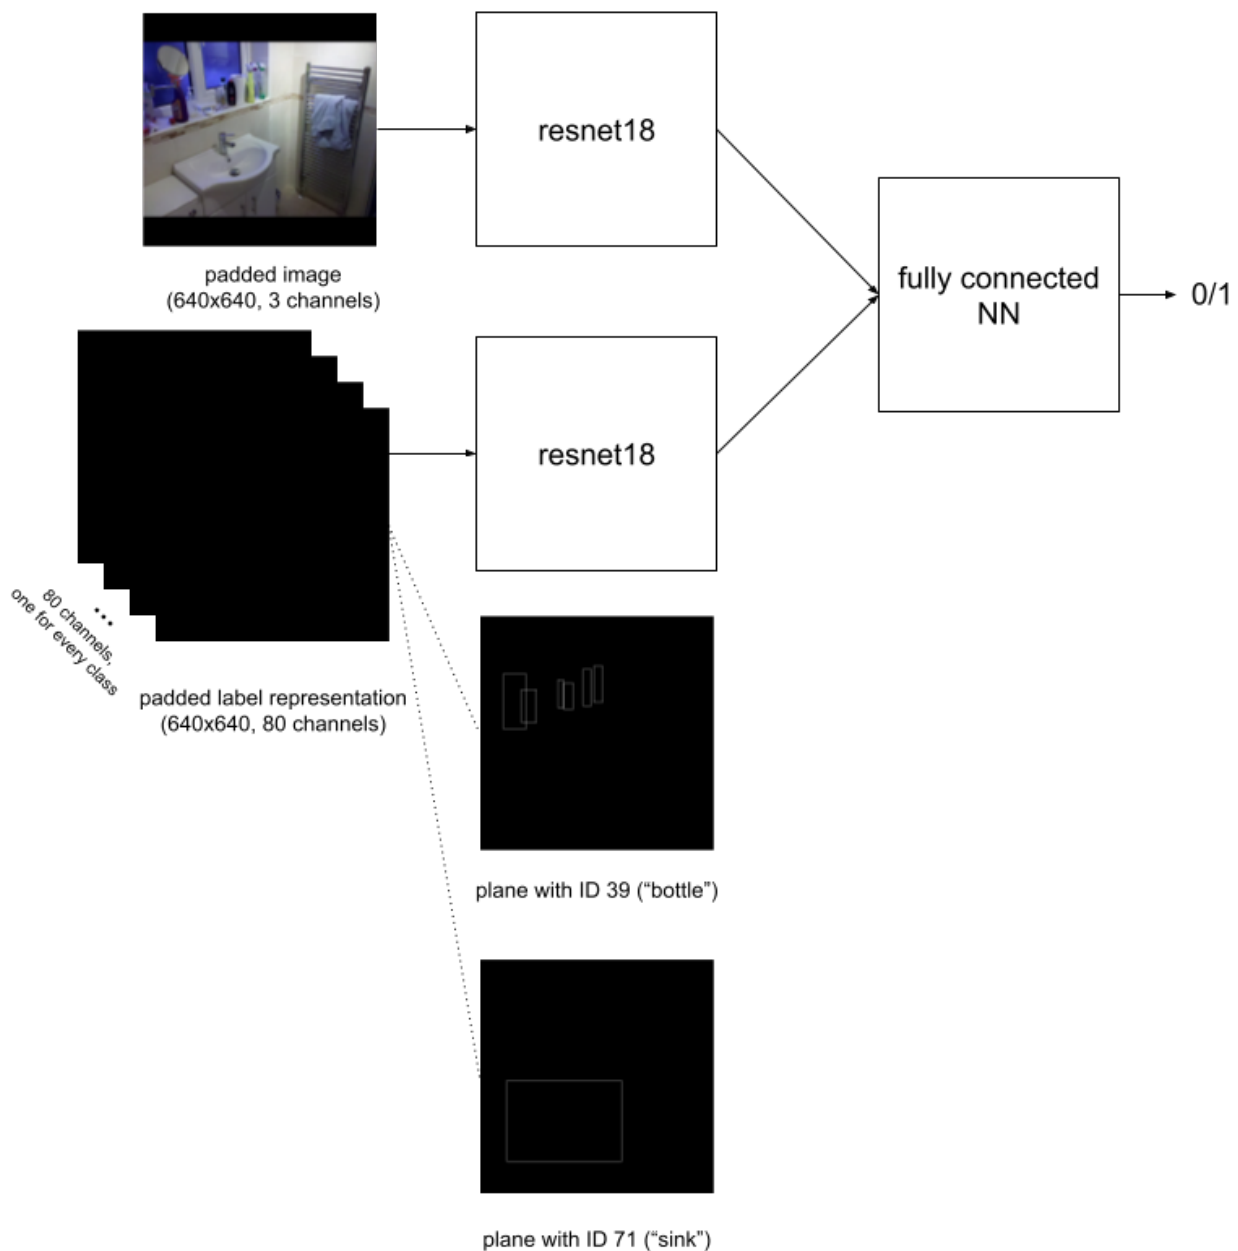 resnet18
padded image
(640x640, 3 channels)
fully connected
NN
0/1
resnet18
80 channels,
one for every class
...
padded label representation
(640x640, 80 channels)
plane with ID 39 (“bottle”)
plane with ID 71 (“sink”)